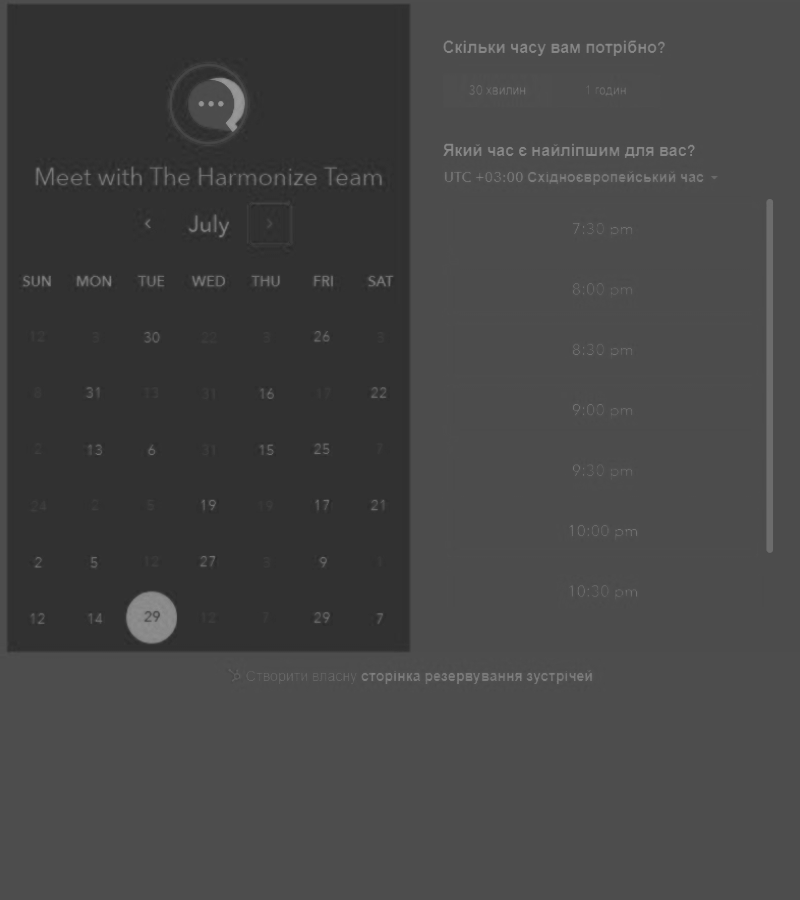 Meet with The Harmonize Team
July
SUN MON TUE WED THU FRI SAT
12 3 30 22 3 26 3
8 31 13 31 16 17 22
2 13 6 31 15 25 7
24 2 5 19 19 17 21
2 5 12 27 3 9
12 14 29 12 7 29 7
Скільки часу вам потрібно?
30 хвилин 1 годин
Який час є найліпшим для вас?
UTC +03:00 Східноєвропейський час
7:30 pm
8:00 pm
8:30 pm
9:00 pm
9:30 pm
10:00 pm
10:30 pm
Створити власну сторінка резервування зустрічей